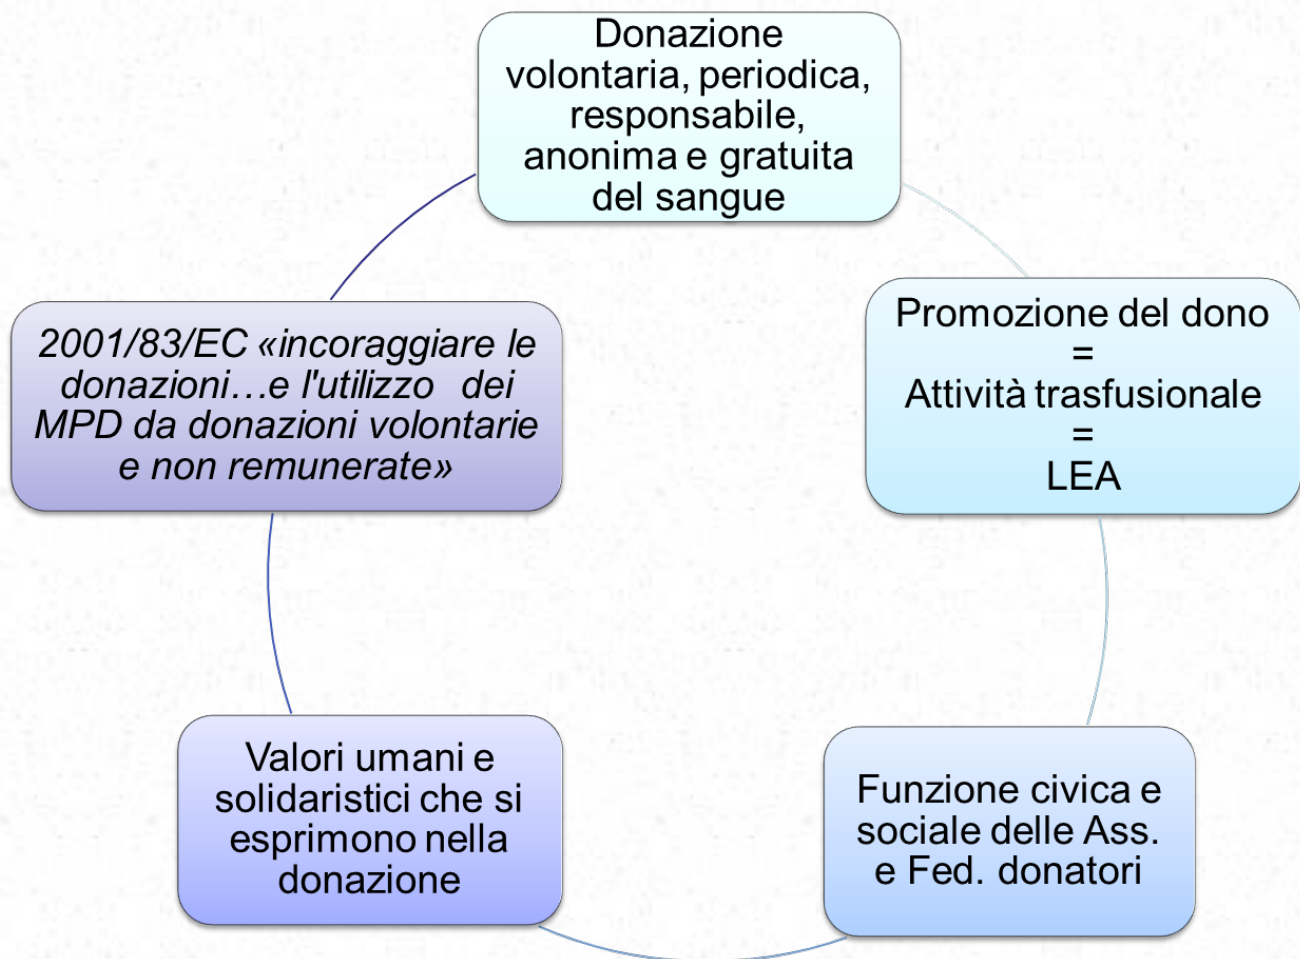 Donazione
volontaria, periodica,
responsabile,
anonima e gratuita
del sangue
Promozione del dono
=
Attività trasfusionale
=
LEA
Funzione civica e
sociale delle Ass.
e Fed. donatori
Valori umani e
solidaristici che si
esprimono nella
donazione
2001/83/EC «incoraggiare le
donazioni...e l'utilizzo dei
MPD da donazioni volontarie
e non remunerate»